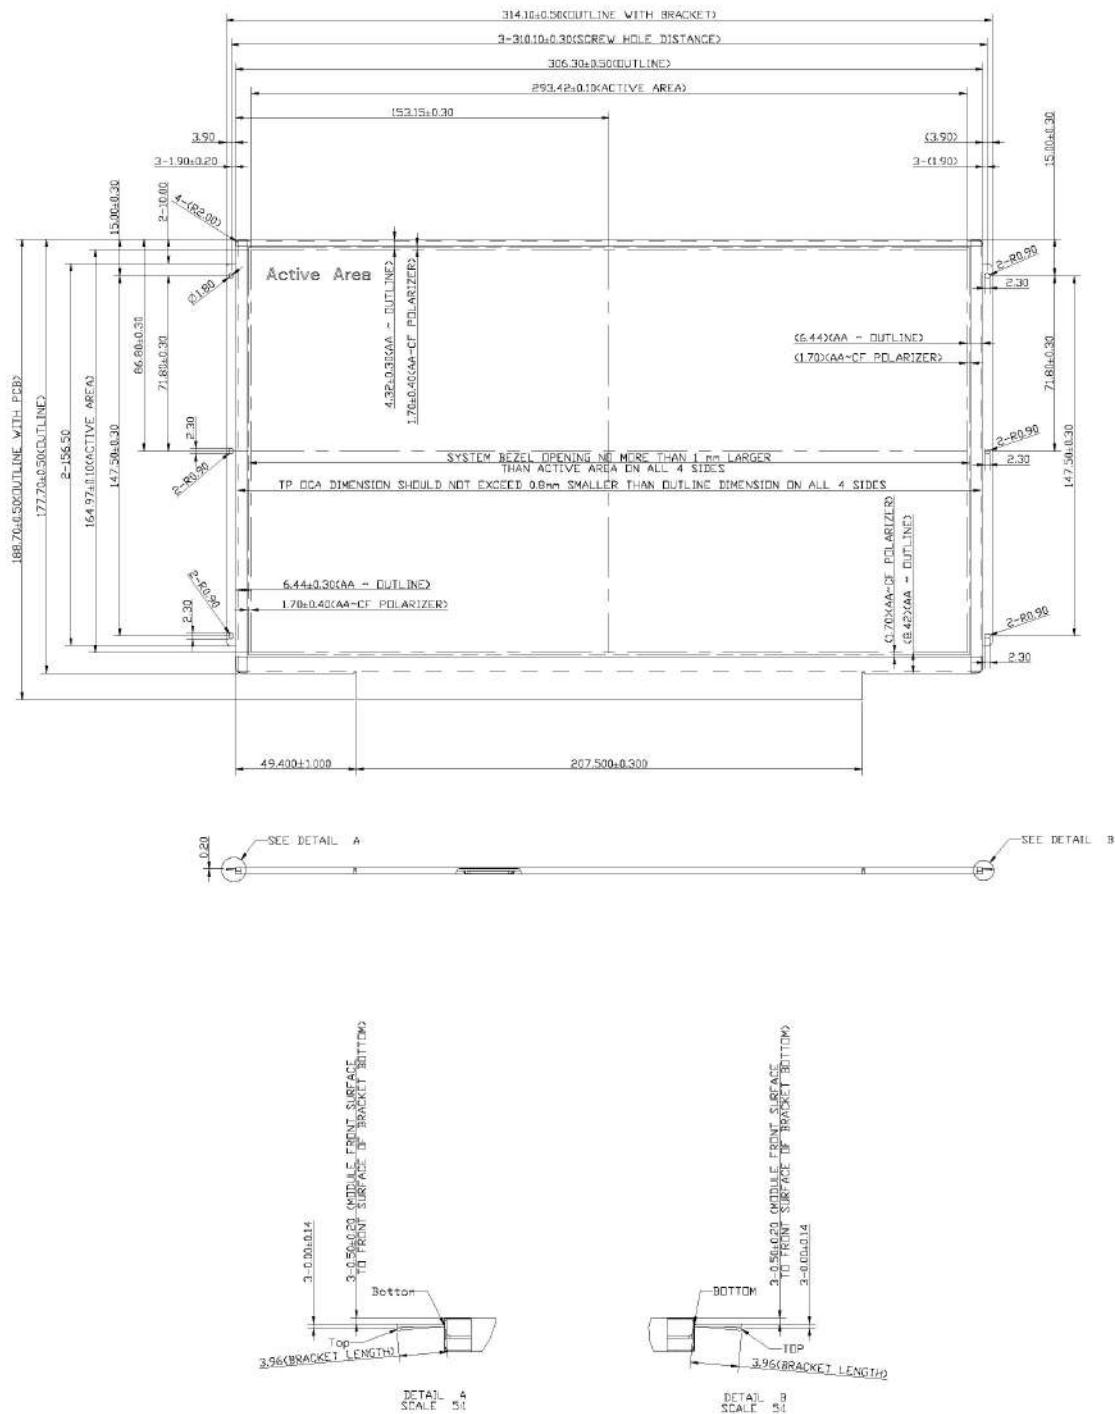 314.10±0.50(OUTLINE WITH BRACKET)
3-310.10±0.30(SCREW HOLE DISTANCE)
306.30±0.50(OUTLINE)
293.42±0.10(ACTIVE AREA)
153.15±0.30
3.90
(3.90)
15.00±0.30
3-1.90±0.20
3-(1.90)
15.00±0.30
2-10.00
4-(R2.00)
2-R0.90
Active Area
Ø1.80
2.30
188.70±0.50(OUTLINE WITH PCB)
177.70±0.50(OUTLINE)
2-156.50
164.97±0.10(ACTIVE AREA)
147.50±0.30
86.80±0.30
71.80±0.30
4.32±0.30(AA - OUTLINE)
1.70±0.40(AA-CF POLARIZER)
(6.44)(AA - OUTLINE)
(1.70)(AA-CF POLARIZER)
71.80±0.30
147.50±0.30
2.30
2-R0.90
2-R0.90
2.30
SYSTEM BEZEL OPENING NO MORE THAN 1 mm LARGER
THAN ACTIVE AREA ON ALL 4 SIDES
TP OCA DIMENSION SHOULD NOT EXCEED 0.8mm SMALLER THAN OUTLINE DIMENSION ON ALL 4 SIDES
2-R0.90
2.30
6.44±0.30(AA - OUTLINE)
1.70±0.40(AA-CF POLARIZER)
(1.70)(AA-CF POLARIZER)
(8.42)(AA - OUTLINE)
2-R0.90
2.30
49.400±1.000
207.500±0.300
0.20
SEE DETAIL A
SEE DETAIL B
3-0.00±0.14
3-0.50±0.20 (MODULE FRONT SURFACE
TO FRONT SURFACE OF BRACKET BOTTOM)
Bottom
Top
3.96(BRACKET LENGTH)
DETAIL A
SCALE 5:1
3-0.50±0.20 (MODULE FRONT SURFACE
TO FRONT SURFACE OF BRACKET BOTTOM)
3-0.00±0.14
BOTTOM
TOP
3.96(BRACKET LENGTH)
DETAIL B
SCALE 5:1